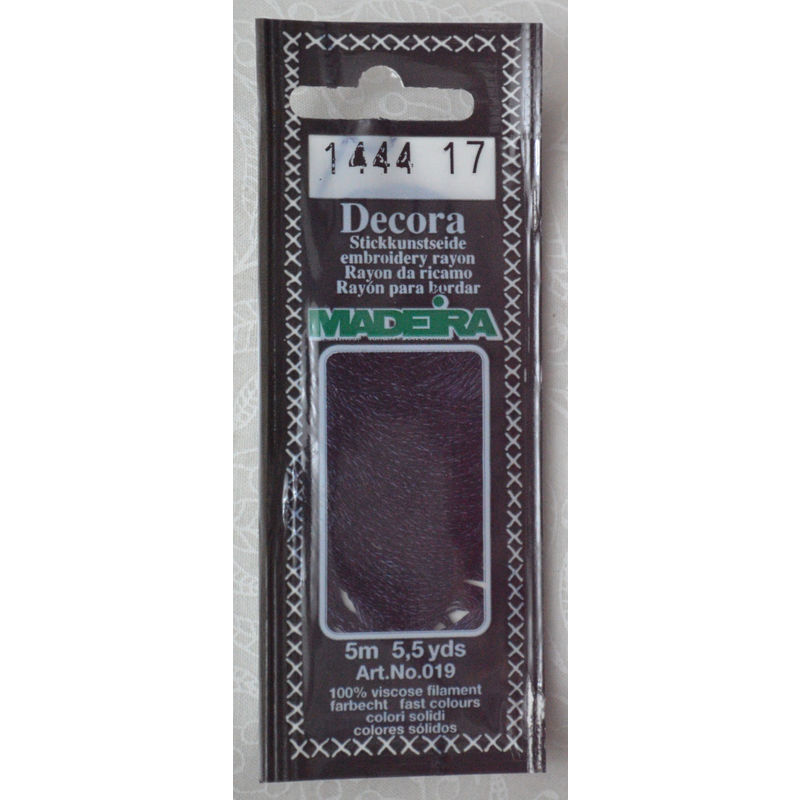 1444 17
Decora
Stickkunstseide
embroidery rayon
Rayon da ricamo
Rayón para bordar
MADEIRA
5m 5,5 yds
Art.No.019
100% viscose filament
farbecht fast colours
colori solidi
colores sólidos